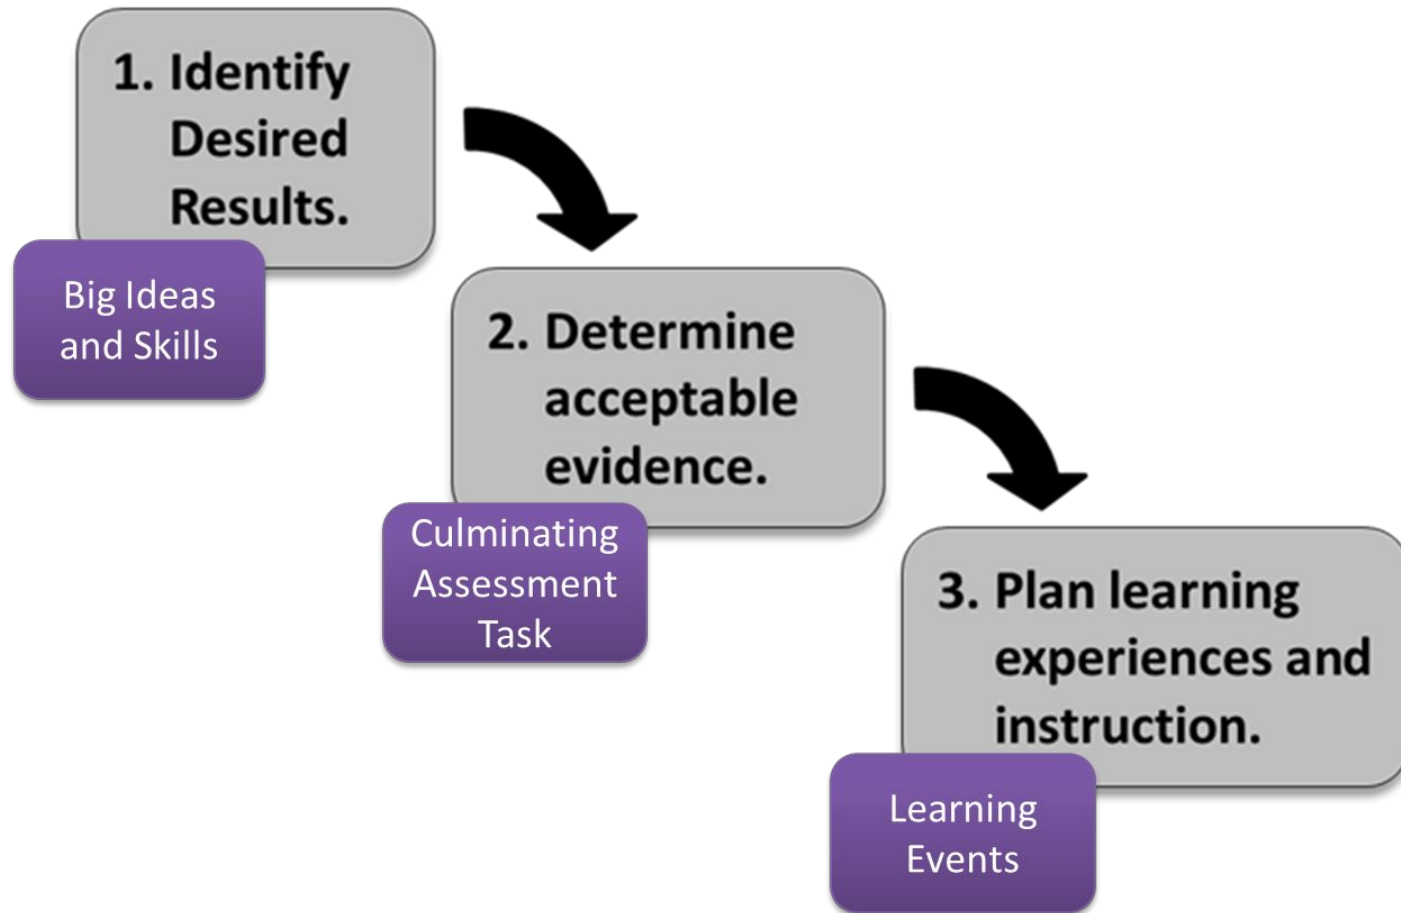 1. Identify
Desired
Results.
Big Ideas
and Skills
2. Determine
acceptable
evidence.
Culminating
Assessment
Task
3. Plan learning
experiences and
instruction.
Learning
Events